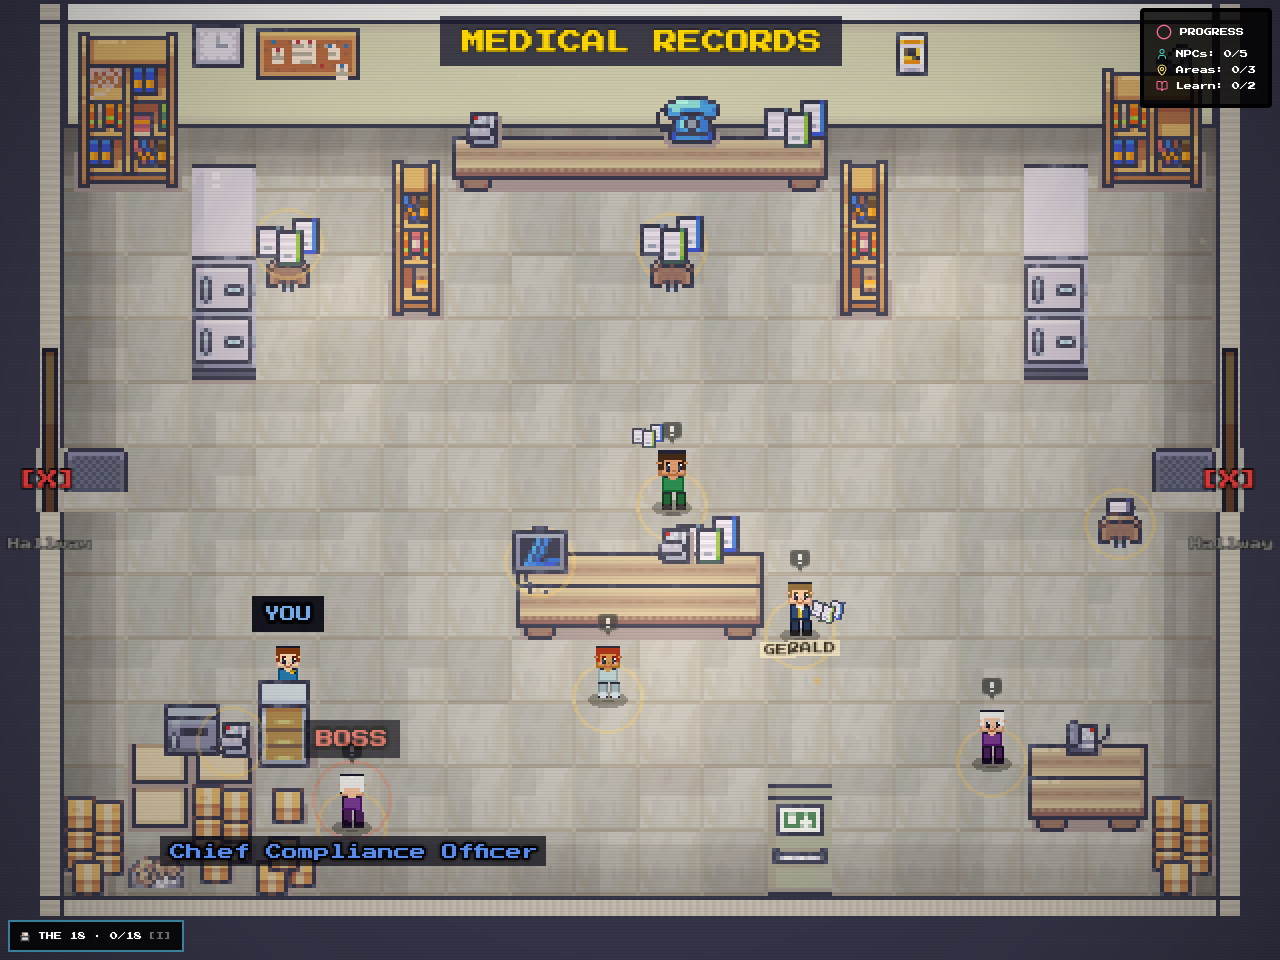 MEDICAL RECORDS
PROGRESS
NPCs: 0/5
Areas: 0/3
Learn: 0/2
[X]
[X]
Hallway
Hallway
YOU
GERALD
BOSS
Chief Compliance Officer
THE 18 · 0/18 [I]